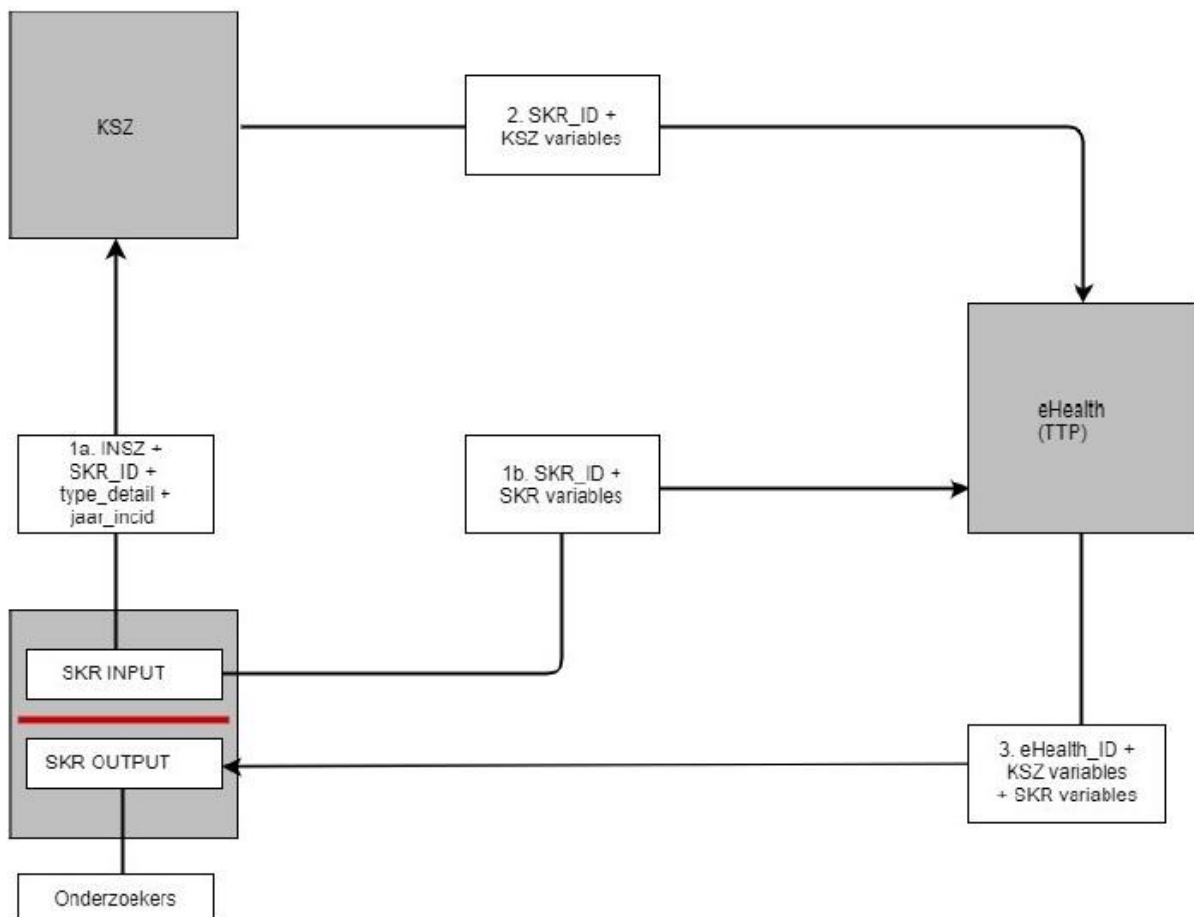 KSZ
2. SKR_ID +
KSZ variables
eHealth
(TTP)
1a. INSZ +
SKR_ID +
type_detail +
jaar_incid
1b. SKR_ID +
SKR variables
SKR INPUT
SKR OUTPUT
3. eHealth_ID +
KSZ variables
+ SKR variables
Onderzoekers